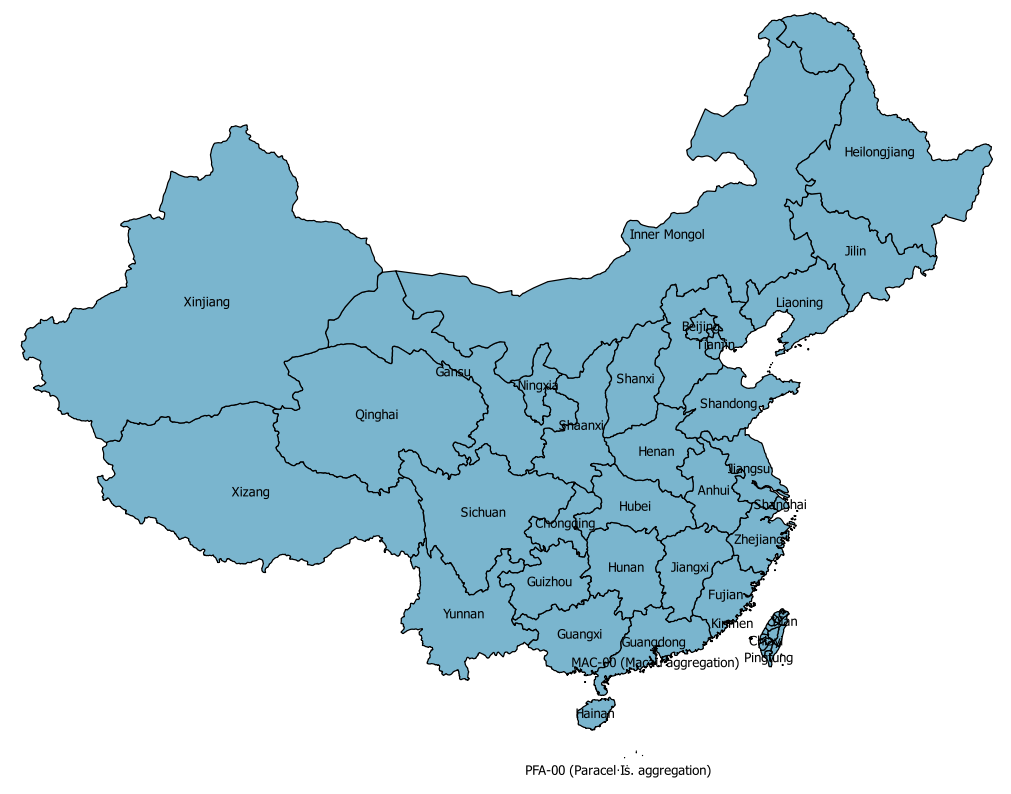 Heilongjiang
Inner Mongol
Jilin
Xinjiang
Liaoning
Beijing
Tianjin
Gansu
Shanxi
Ningxia
Shandong
Qinghai
Shaanxi
Henan
Jiangsu
Xizang
Anhui
Shanghai
Hubei
Sichuan
Chongqing
Zhejiang
Hunan
Jiangxi
Guizhou
Fujian
Yunnan
Kinmen
Guangxi
Guangdong
Pingtung
MAC-00 (Macau aggregation)
Hainan
PFA-00 (Paracel Is. aggregation)